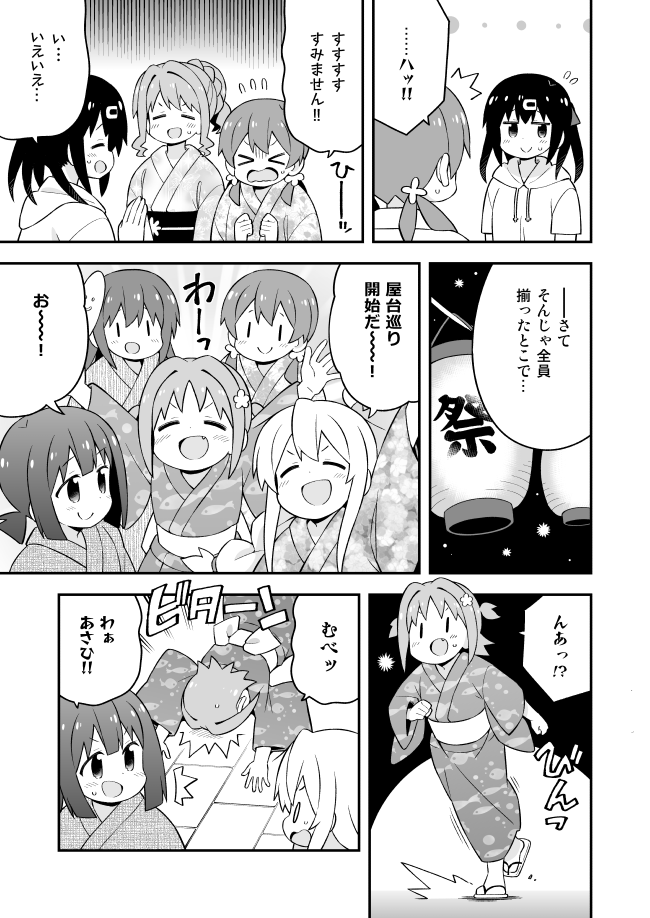 ……ハッ!!
すすすす
すみません!!
ひーー!!
い…
いえいえ…
——さて
そんじゃ全員
揃ったとこで…
祭
屋台巡り
開始だ〜〜〜!
わーっ
お〜〜〜!
んあっ!?
びんっ
むべッ
ビターン!
わぁ
あさひ!!